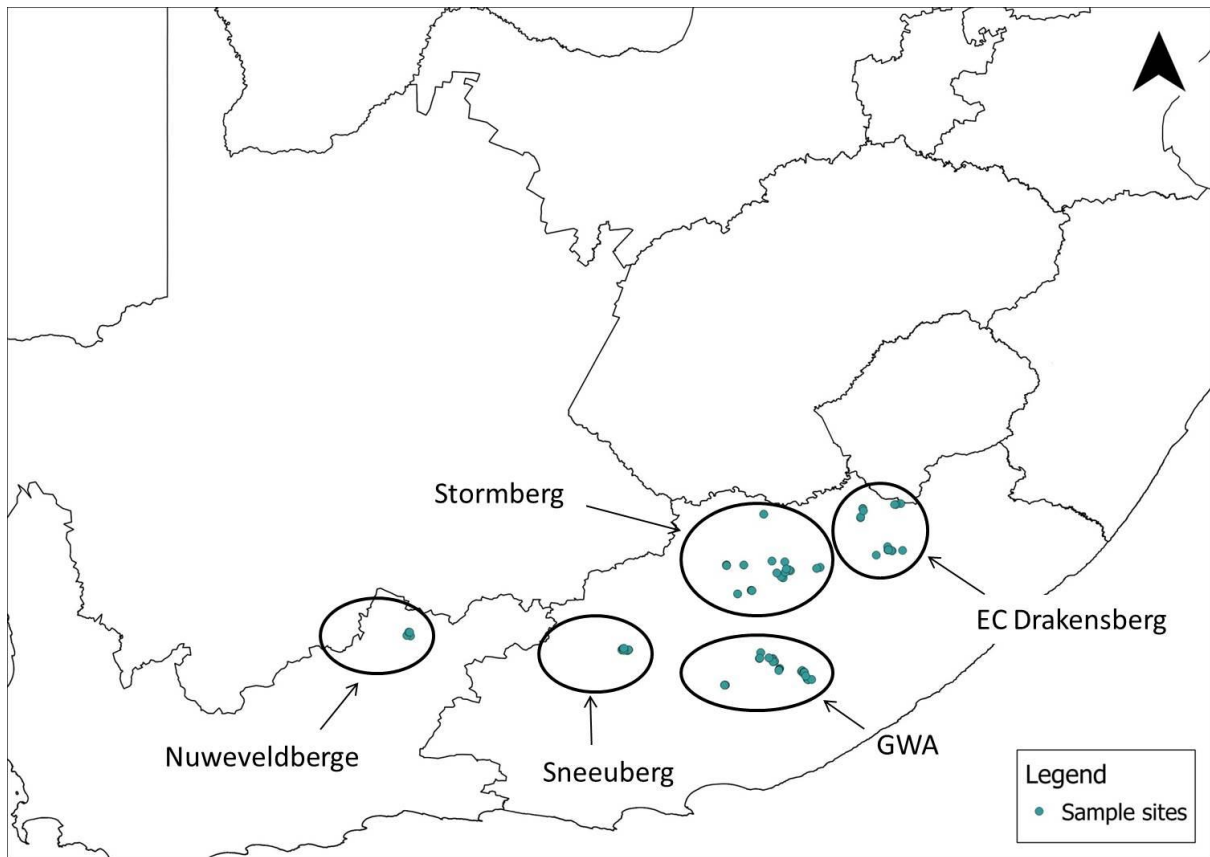 Stormberg
EC Drakensberg
Nuweveldberge
Sneeuberg
GWA
Legend
Sample sites